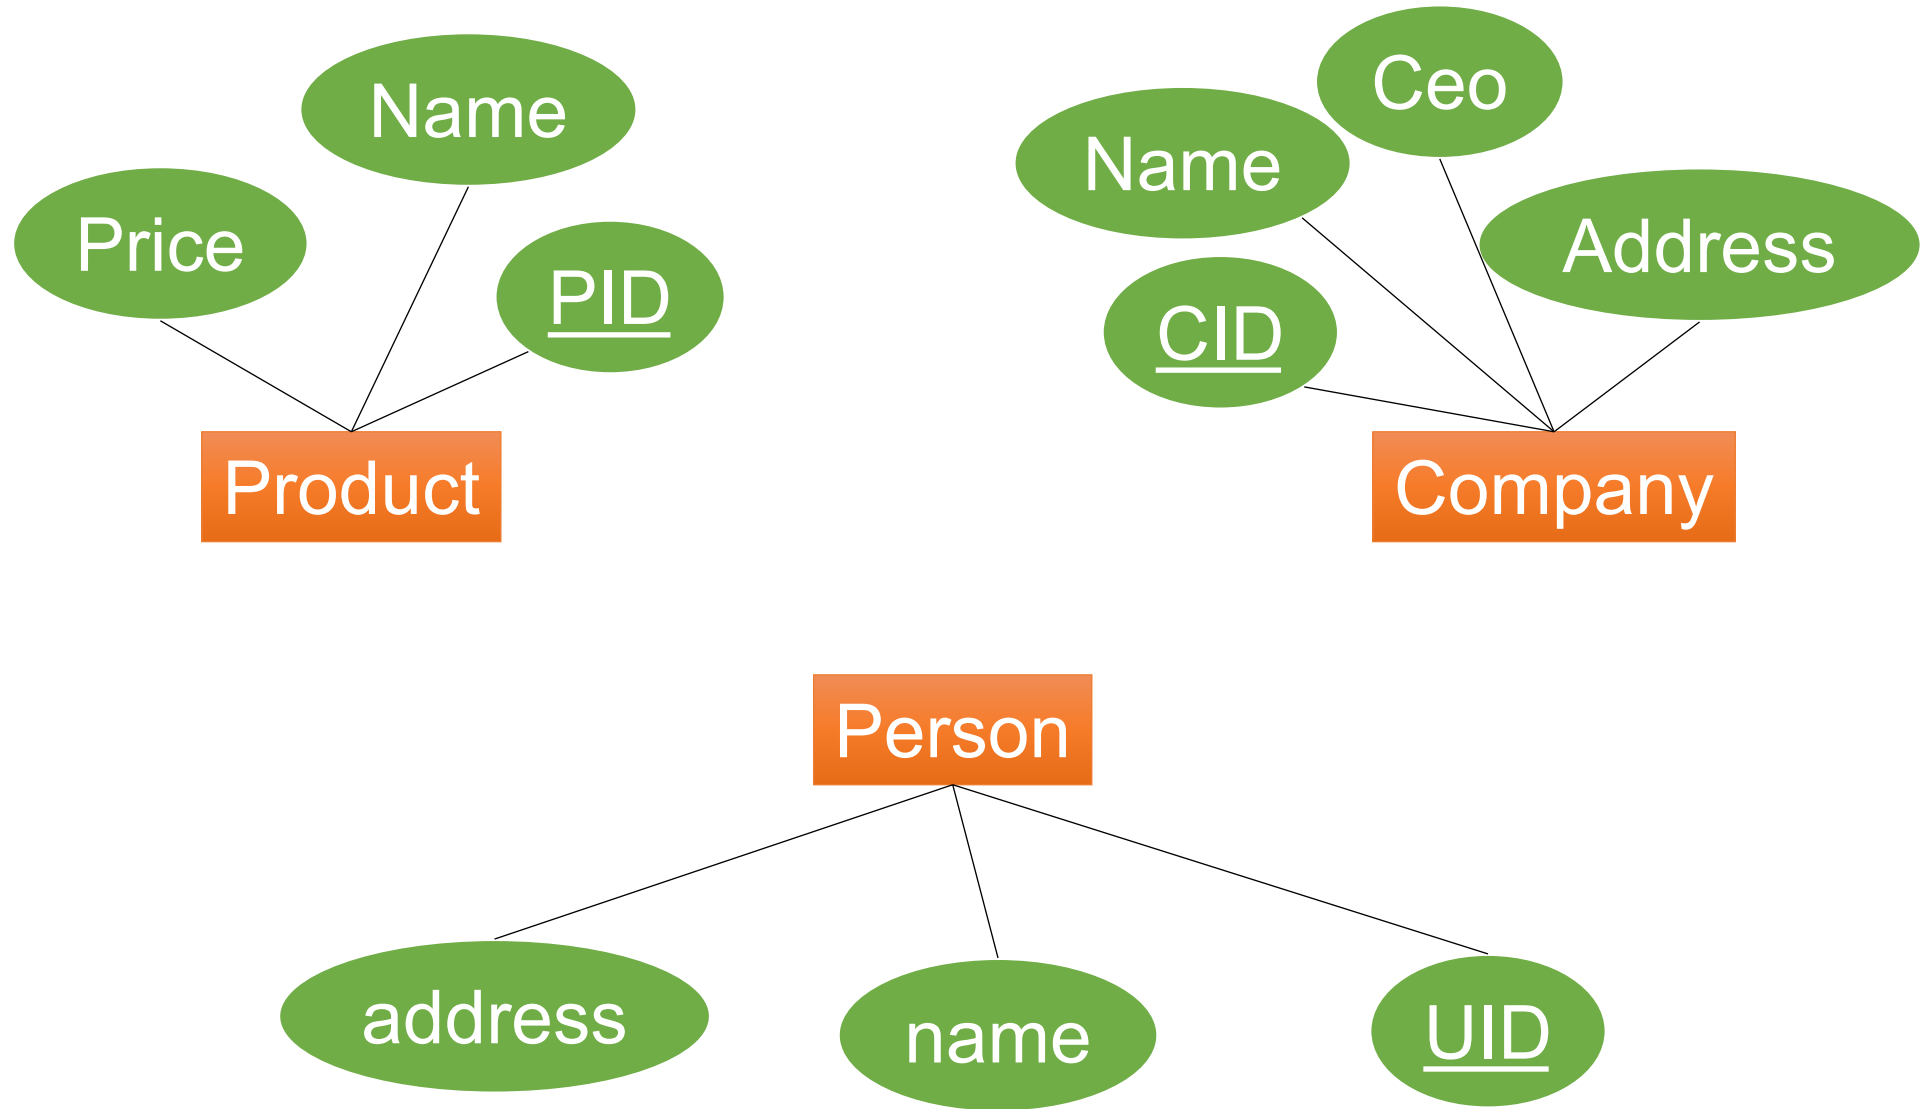 Ceo
Name
Name
Price
Address
PID
CID
Product
Company
Person
address
name
UID